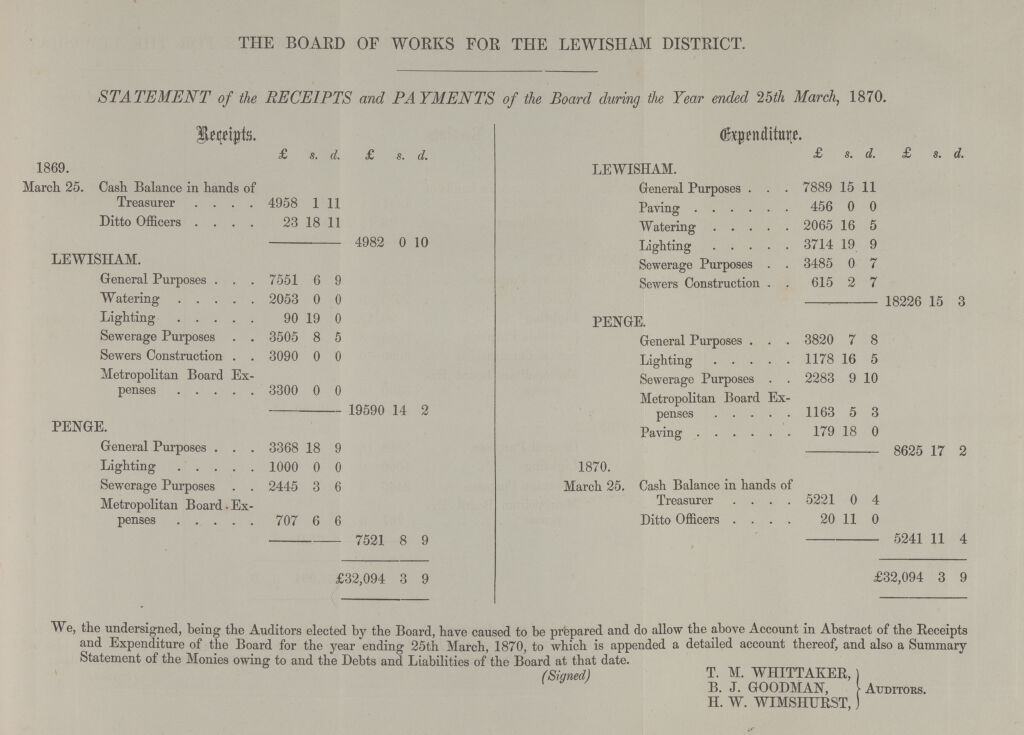 THE BOARD OF WORKS FOR THE LEWISHAM DISTRICT.
STATEMENT of the RECEIPTS and PAYMENTS of the Board during the Year ended 25th March, 1870.
Receipts.
£ s. d. £ s. d.
1869.
March 25. Cash Balance in hands of
Treasurer . . . . 4958 1 11
Ditto Officers . . . . 23 18 11
4982 0 10
LEWISHAM.
General Purposes . . . 7551 6 9
Watering . . . . . 2053 0 0
Lighting . . . . . 90 19 0
Sewerage Purposes . . 3505 8 5
Sewers Construction . . 3090 0 0
Metropolitan Board Ex-
penses . . . . . 3300 0 0
19590 14 2
PENGE.
General Purposes . . . 3368 18 9
Lighting . . . . . 1000 0 0
Sewerage Purposes . . 2445 3 6
Metropolitan Board Ex-
penses . . . . . 707 6 6
7521 8 9
£32,094 3 9
Expenditure.
£ s. d. £ s. d.
LEWISHAM.
General Purposes . . . 7889 15 11
Paving . . . . . . 456 0 0
Watering . . . . . 2065 16 5
Lighting . . . . . 3714 19 9
Sewerage Purposes . . 3485 0 7
Sewers Construction . . 615 2 7
18226 15 3
PENGE.
General Purposes . . . 3820 7 8
Lighting . . . . . 1178 16 5
Sewerage Purposes . . 2283 9 10
Metropolitan Board Ex-
penses . . . . . 1163 5 3
Paving . . . . . . 179 18 0
8625 17 2
1870.
March 25. Cash Balance in hands of
Treasurer . . . . 5221 0 4
Ditto Officers . . . . 20 11 0
5241 11 4
£32,094 3 9
We, the undersigned, being the Auditors elected by the Board, have caused to be prepared and do allow the above Account in Abstract of the Receipts
and Expenditure of the Board for the year ending 25th March, 1870, to which is appended a detailed account thereof, and also a Summary
Statement of the Monies owing to and the Debts and Liabilities of the Board at that date.
(Signed) T. M. WHITTAKER,
B. J. GOODMAN, } AUDITORS.
H. W. WIMSHURST,